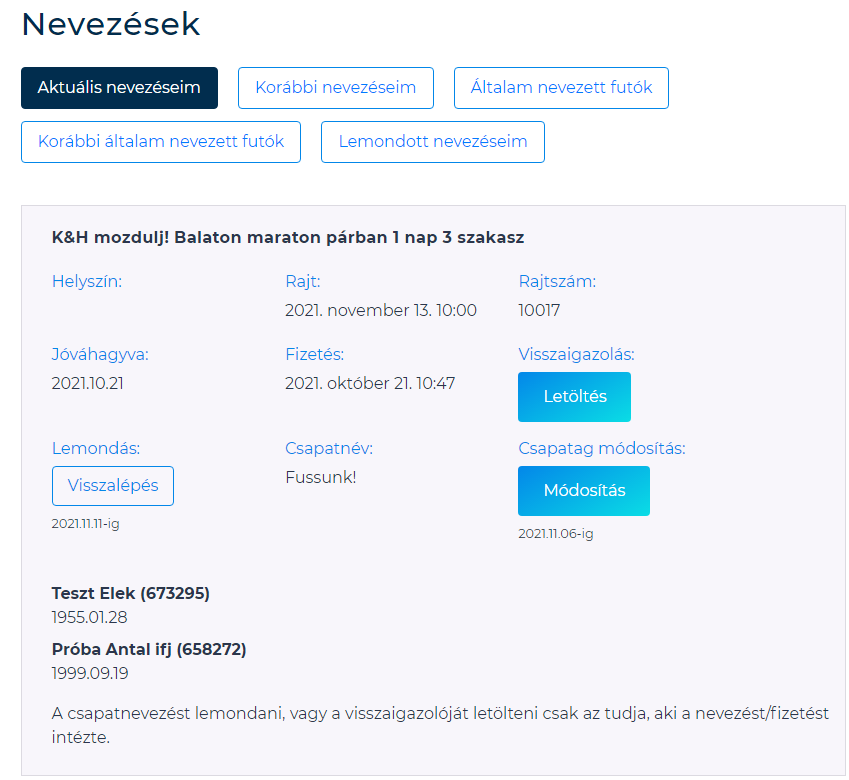 Nevezések
Aktuális nevezéseim
Korábbi nevezéseim
Általam nevezett futók
Korábbi általam nevezett futók
Lemondott nevezéseim
K&H mozdulj! Balaton maraton párban 1 nap 3 szakasz
Helyszín:
Rajt:
Rajtszám:
2021. november 13. 10:00
10017
Jóváhagyva:
Fizetés:
Visszaigazolás:
2021.10.21
2021. október 21. 10:47
Letöltés
Lemondás:
Csapatnév:
Csapatag módosítás:
Visszalépés
Fussunk!
Módosítás
2021.11.11-ig
2021.11.06-ig
Teszt Elek (673295)
1955.01.28
Próba Antal ifj (658272)
1999.09.19
A csapatnevezést lemondani, vagy a visszaigazolóját letölteni csak az tudja, aki a nevezést/fizetést
intézte.